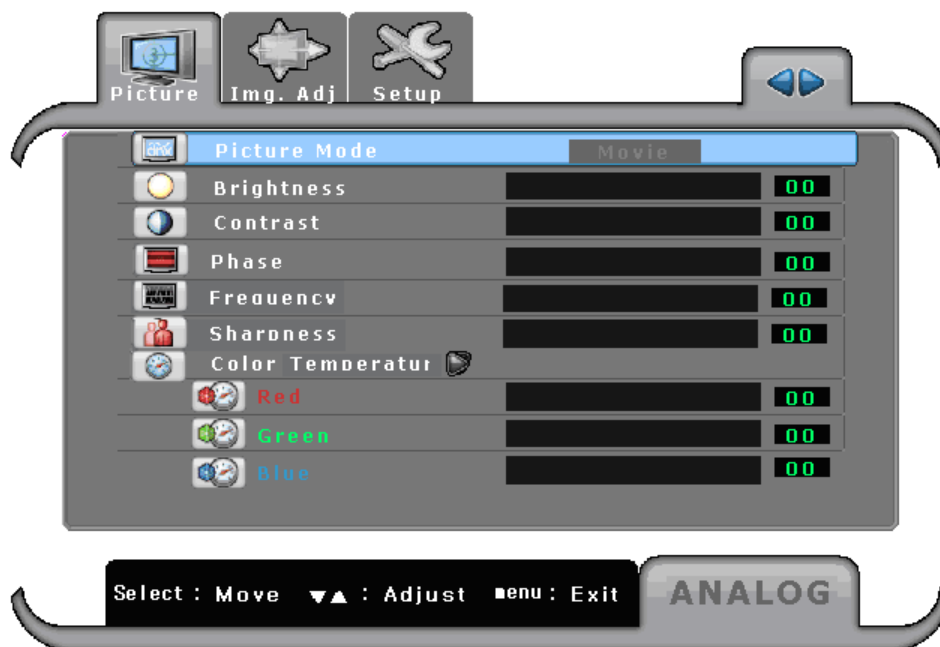 Picture Img. Adj Setup
Picture Mode Movie
Brightness 00
Contrast 00
Phase 00
Frequency 00
Sharpness 00
Color Temperatur
Red 00
Green 00
Blue 00
Select : Move ▼▲ : Adjust menu : Exit ANALOG